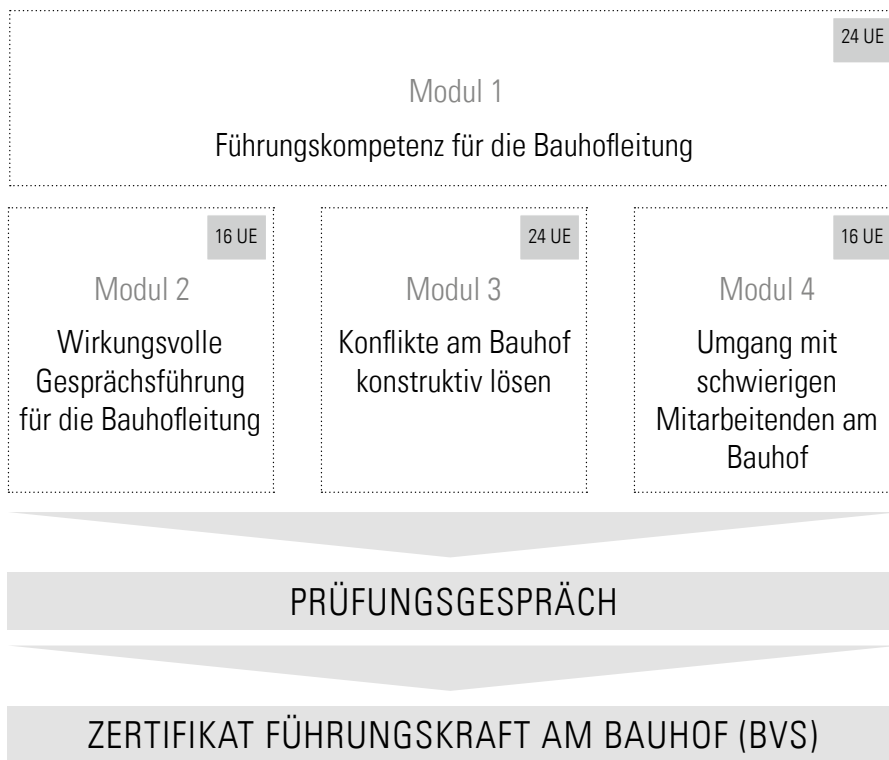 24 UE
Modul 1
Führungskompetenz für die Bauhofleitung
16 UE
Modul 2
Wirkungsvolle
Gesprächsführung
für die Bauhofleitung
24 UE
Modul 3
Konflikte am Bauhof
konstruktiv lösen
16 UE
Modul 4
Umgang mit
schwierigen
Mitarbeitenden am
Bauhof
PRÜFUNGSGESPRÄCH
ZERTIFIKAT FÜHRUNGSKRAFT AM BAUHOF (BVS)